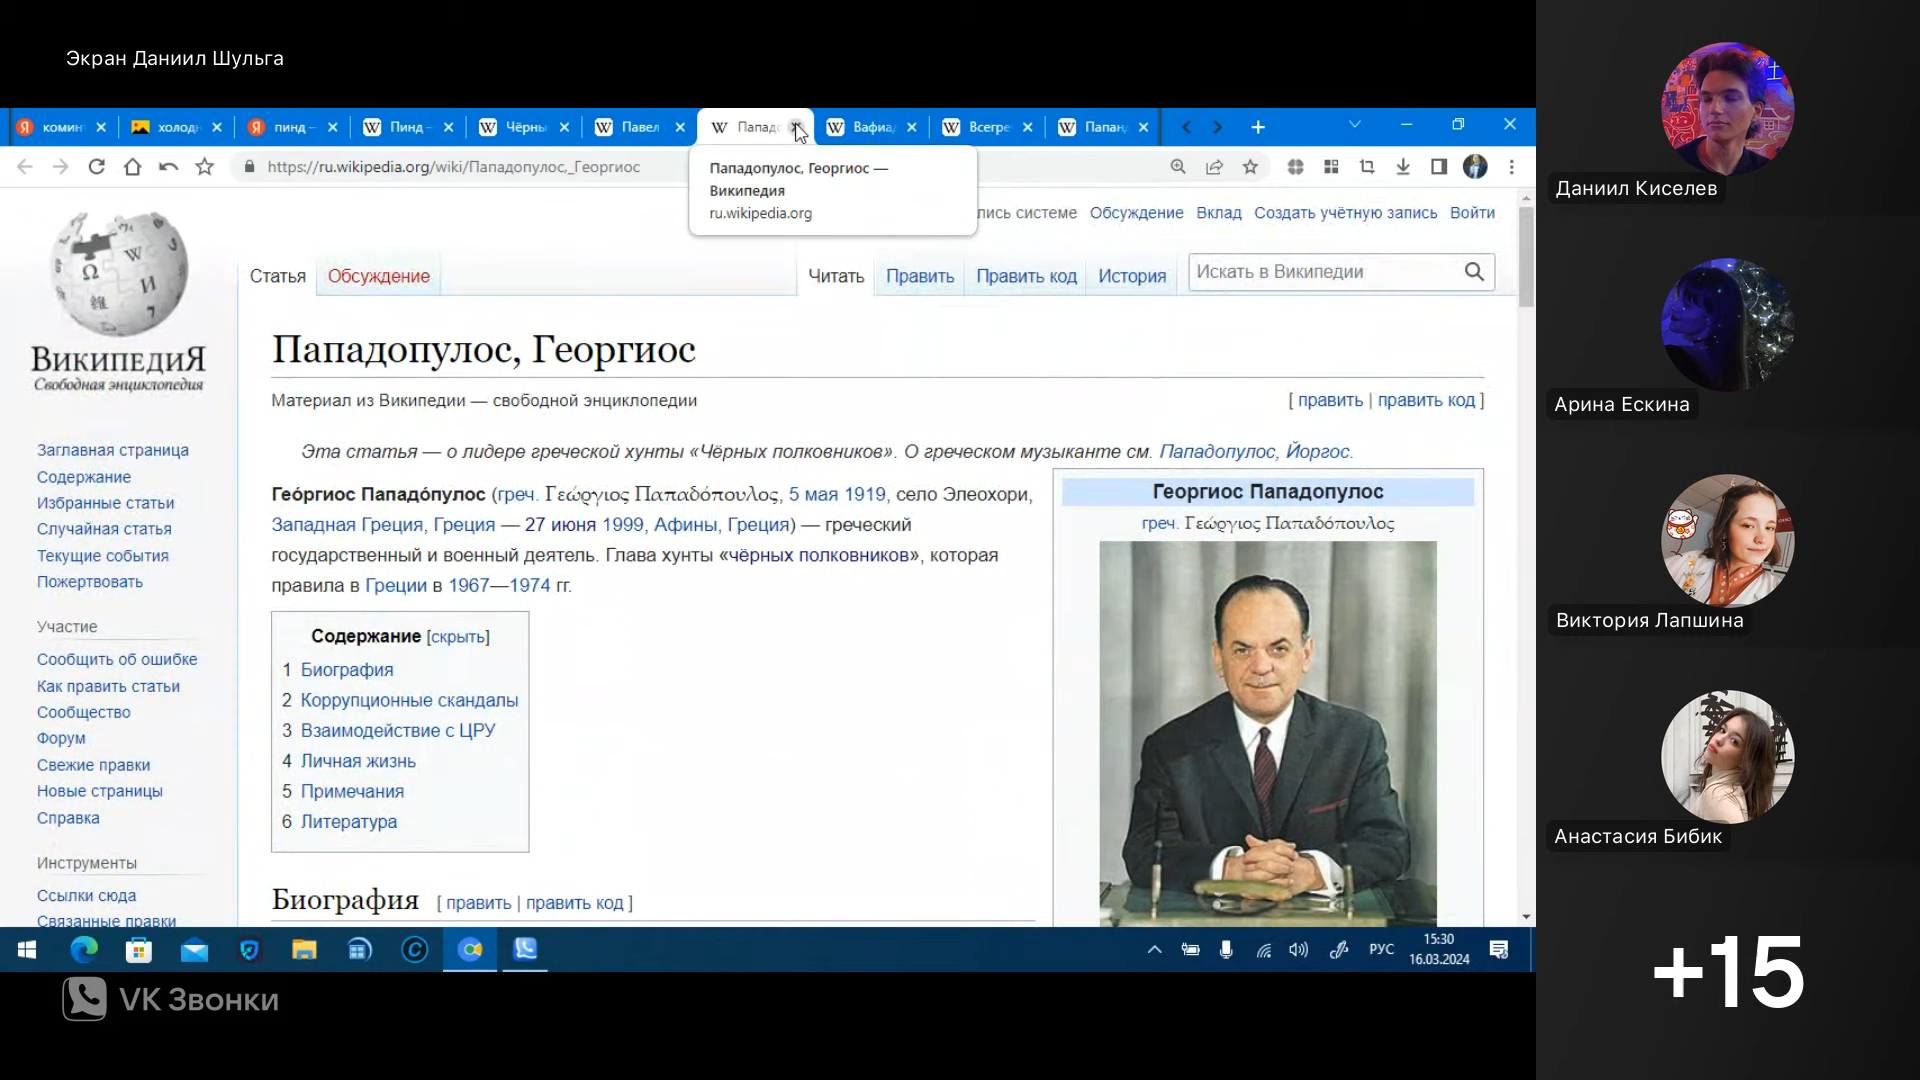 Экран Даниил Шульга
комин
холодн
пинд –
Пинд –
Чёрны
Павел
Пападо
Вафиад
Всегре
Папан
https://ru.wikipedia.org/wiki/Пападопулос,_Георгиос
Пападопулос, Георгиос —
Википедия
ru.wikipedia.org
лись системе Обсуждение Вклад Создать учётную запись Войти
Статья Обсуждение Читать Править Править код История Искать в Википедии
ВикипедиЯ
Свободная энциклопедия
Заглавная страница
Содержание
Избранные статьи
Случайная статья
Текущие события
Пожертвовать
Участие
Сообщить об ошибке
Как править статьи
Сообщество
Форум
Свежие правки
Новые страницы
Справка
Инструменты
Ссылки сюда
Связанные правки
Пападопулос, Георгиос
Материал из Википедии — свободной энциклопедии [ править | править код ]
Эта статья — о лидере греческой хунты «Чёрных полковников». О греческом музыканте см. Пападопулос, Йоргос.
Гео́ргиос Пападо́пулос (греч. Γεώργιος Παπαδόπουλος, 5 мая 1919, село Элеохори,
Западная Греция, Греция — 27 июня 1999, Афины, Греция) — греческий
государственный и военный деятель. Глава хунты «чёрных полковников», которая
правила в Греции в 1967—1974 гг.
Содержание [скрыть]
1 Биография
2 Коррупционные скандалы
3 Взаимодействие с ЦРУ
4 Личная жизнь
5 Примечания
6 Литература
Биография [ править | править код ]
Георгиос Пападопулос
греч. Γεώργιος Παπαδόπουλος
РУС
15:30
16.03.2024
VK Звонки
Даниил Киселев
Арина Ескина
Виктория Лапшина
Анастасия Бибик
+15